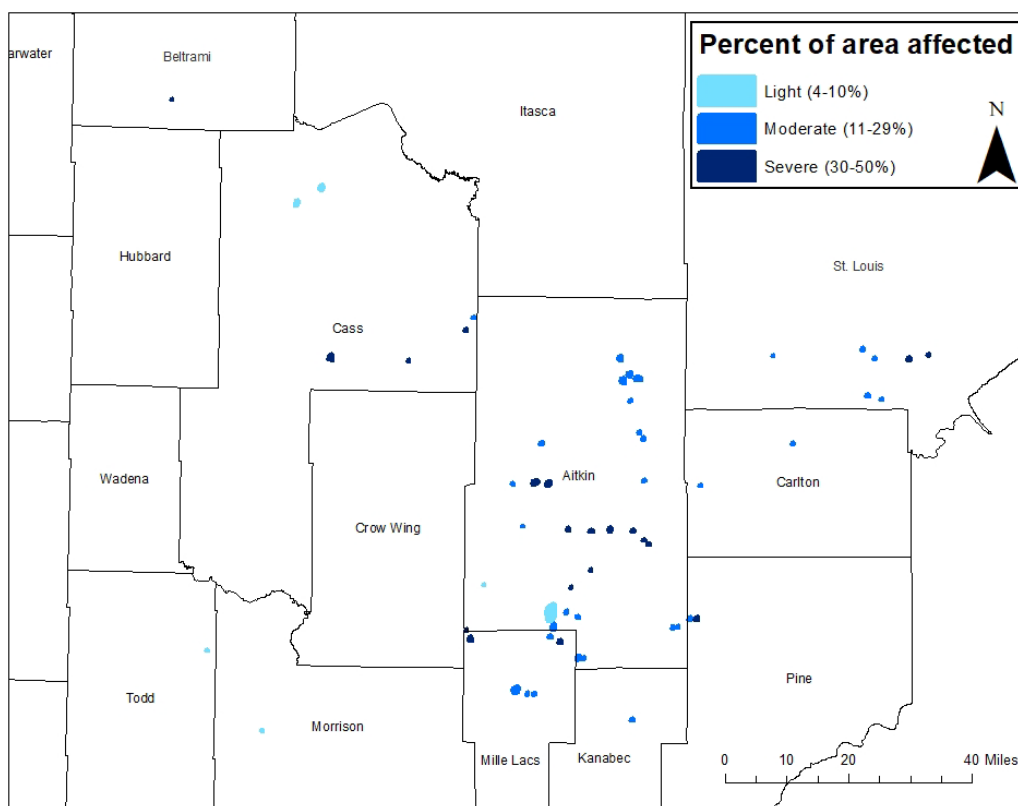 Percent of area affected
Light (4-10%)
Moderate (11-29%)
Severe (30-50%)
N
arwater
Beltrami
Itasca
Hubbard
St. Louis
Cass
Wadena
Aitkin
Carlton
Crow Wing
Todd
Pine
Morrison
Mille Lacs
Kanabec
0 10 20 40 Miles